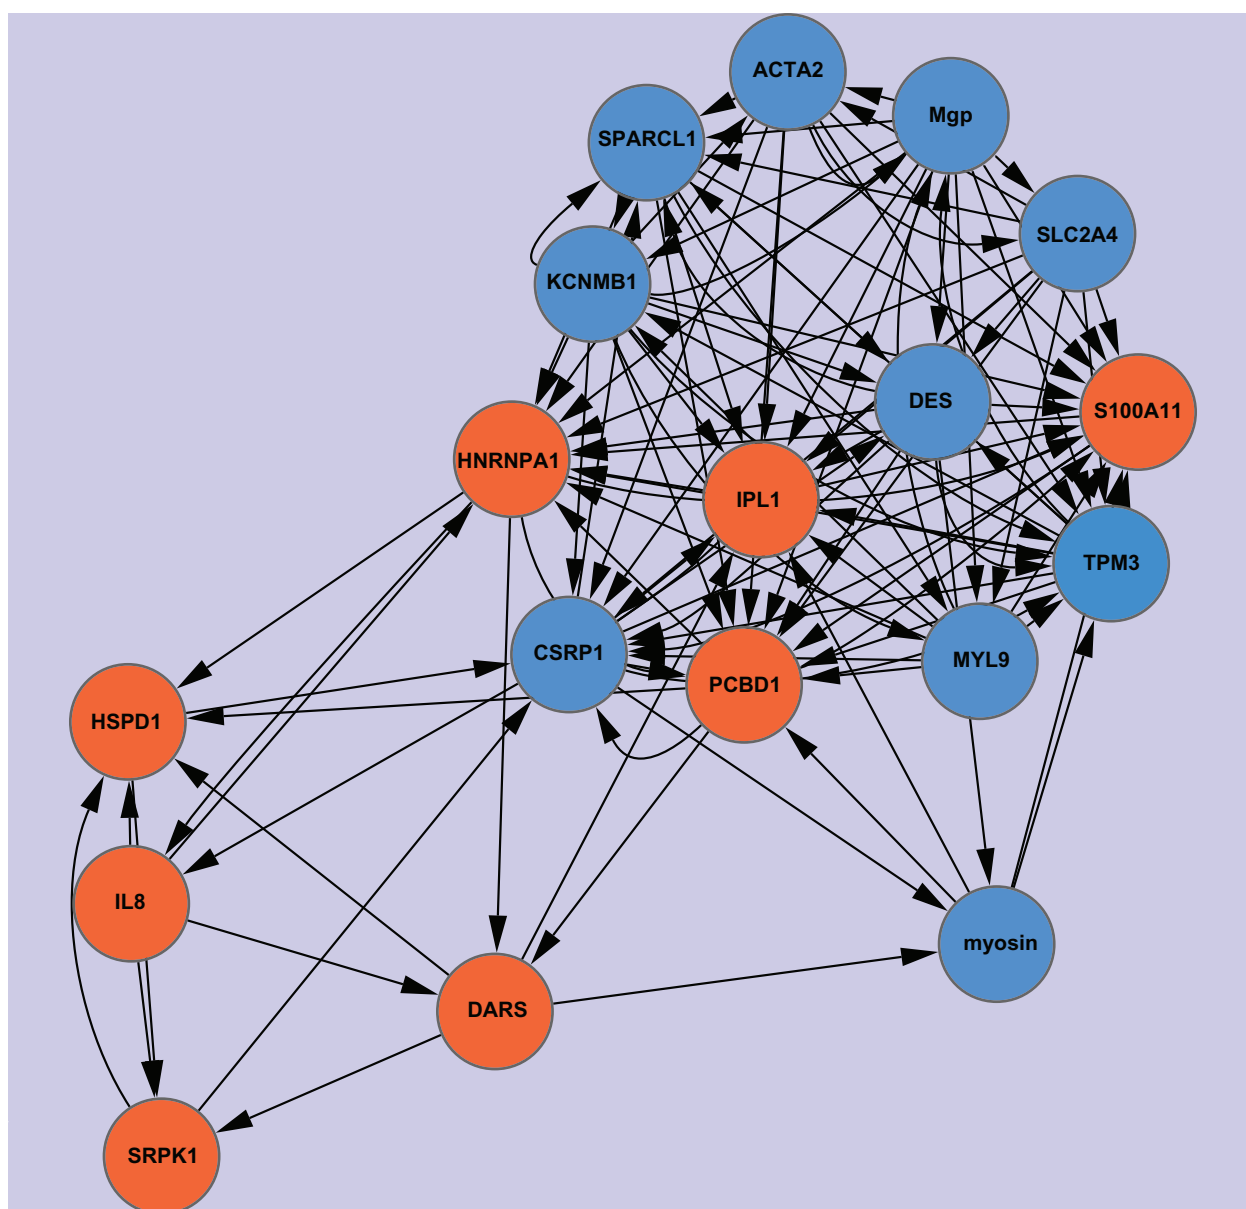 ACTA2
Mgp
SPARCL1
SLC2A4
KCNMB1
DES
S100A11
HNRNPA1
IPL1
TPM3
CSRP1
MYL9
PCBD1
HSPD1
IL8
myosin
DARS
SRPK1